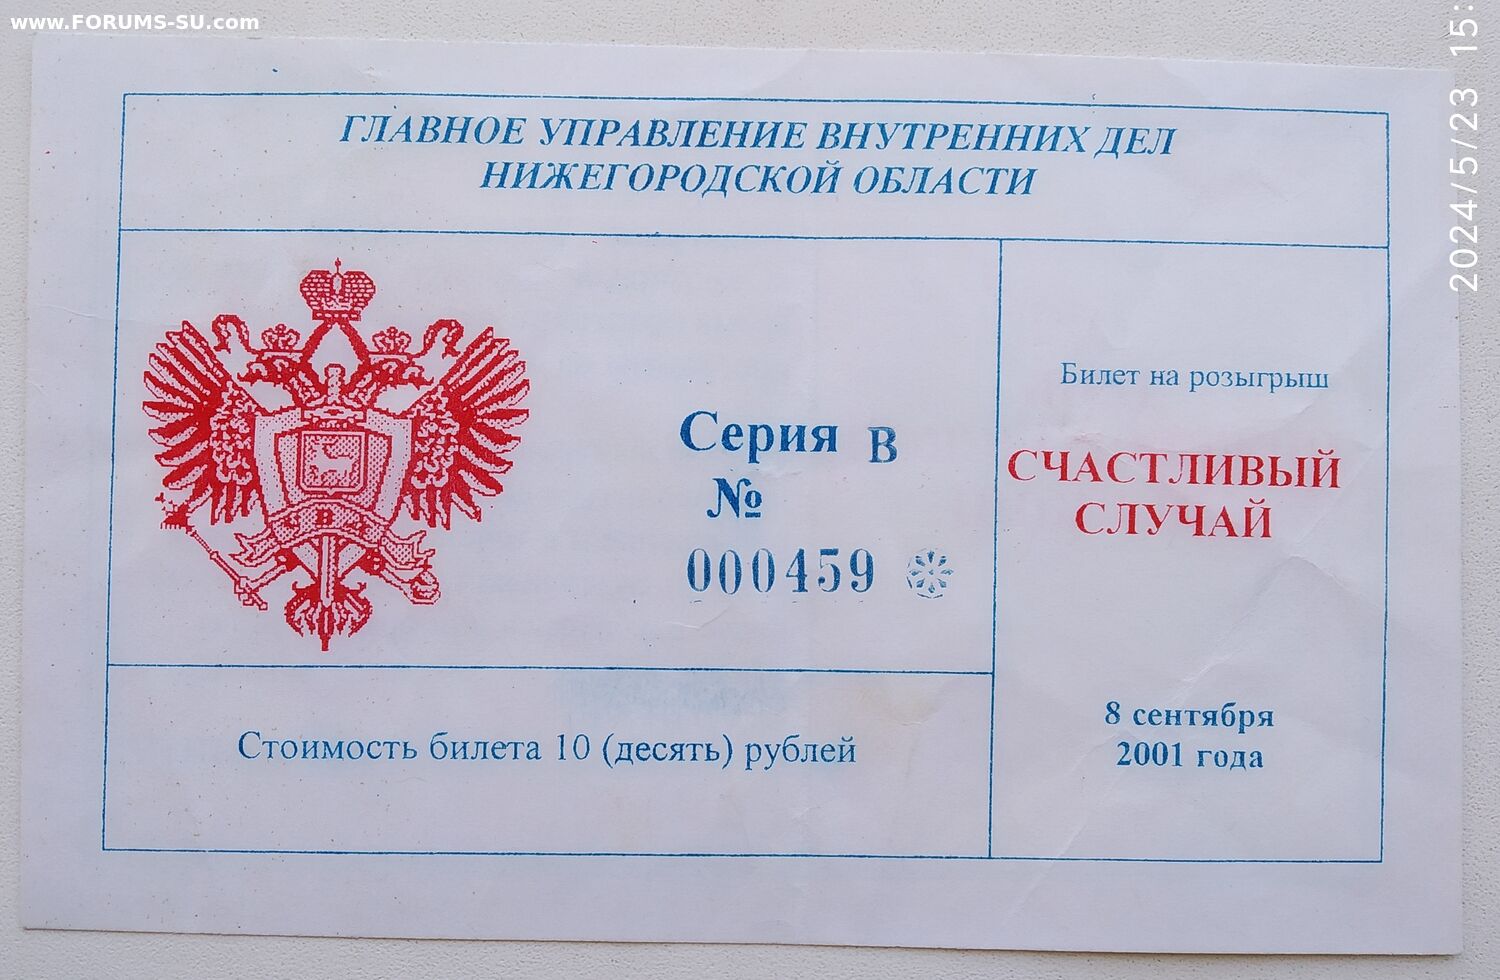 www.FORUMS-SU.com
2024/5/23 15:
ГЛАВНОЕ УПРАВЛЕНИЕ ВНУТРЕННИХ ДЕЛ
НИЖЕГОРОДСКОЙ ОБЛАСТИ
Серия В
№
000459
Стоимость билета 10 (десять) рублей
Билет на розыгрыш
СЧАСТЛИВЫЙ
СЛУЧАЙ
8 сентября
2001 года